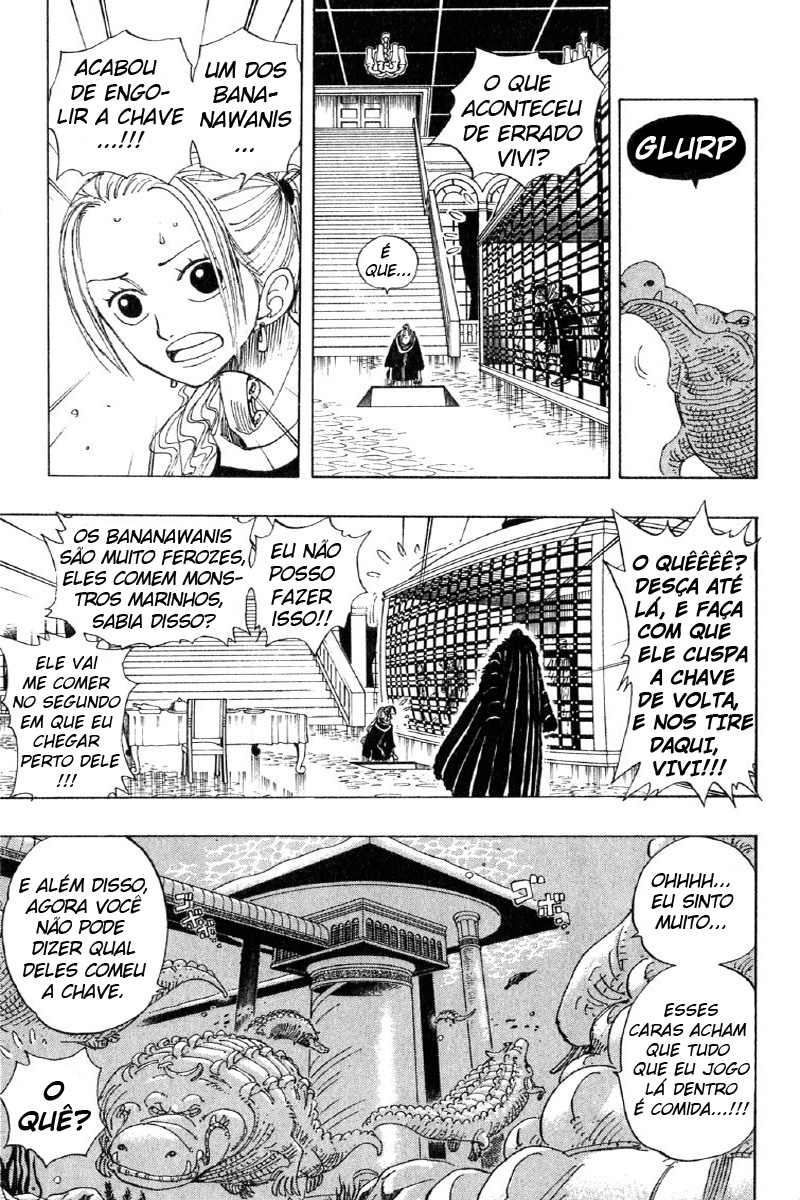 GLURP
O QUE
ACONTECEU
DE ERRADO
VIVI?
É
QUE...
UM DOS
BANA-
NAWANIS
...
ACABOU
DE ENGO-
LIR A CHAVE
...!!!
O QUÊÊÊÊ?
DESÇA ATÉ
LÁ, E FAÇA
COM QUE
ELE CUSPA
A CHAVE
DE VOLTA,
E NOS TIRE
DAQUI,
VIVI!!!
EU NÃO
POSSO
FAZER
ISSO!!
OS BANANAWANIS
SÃO MUITO FEROZES,
ELES COMEM MONS-
TROS MARINHOS,
SABIA DISSO?
ELE VAI
ME COMER
NO SEGUNDO
EM QUE EU
CHEGAR
PERTO DELE
!!!
OHHHH...
EU SINTO
MUITO...
ESSES
CARAS ACHAM
QUE TUDO
QUE EU JOGO
LÁ DENTRO
É COMIDA...!!!
E ALÉM DISSO,
AGORA VOCÊ
NÃO PODE
DIZER QUAL
DELES COMEU
A CHAVE.
O
QUÊ?